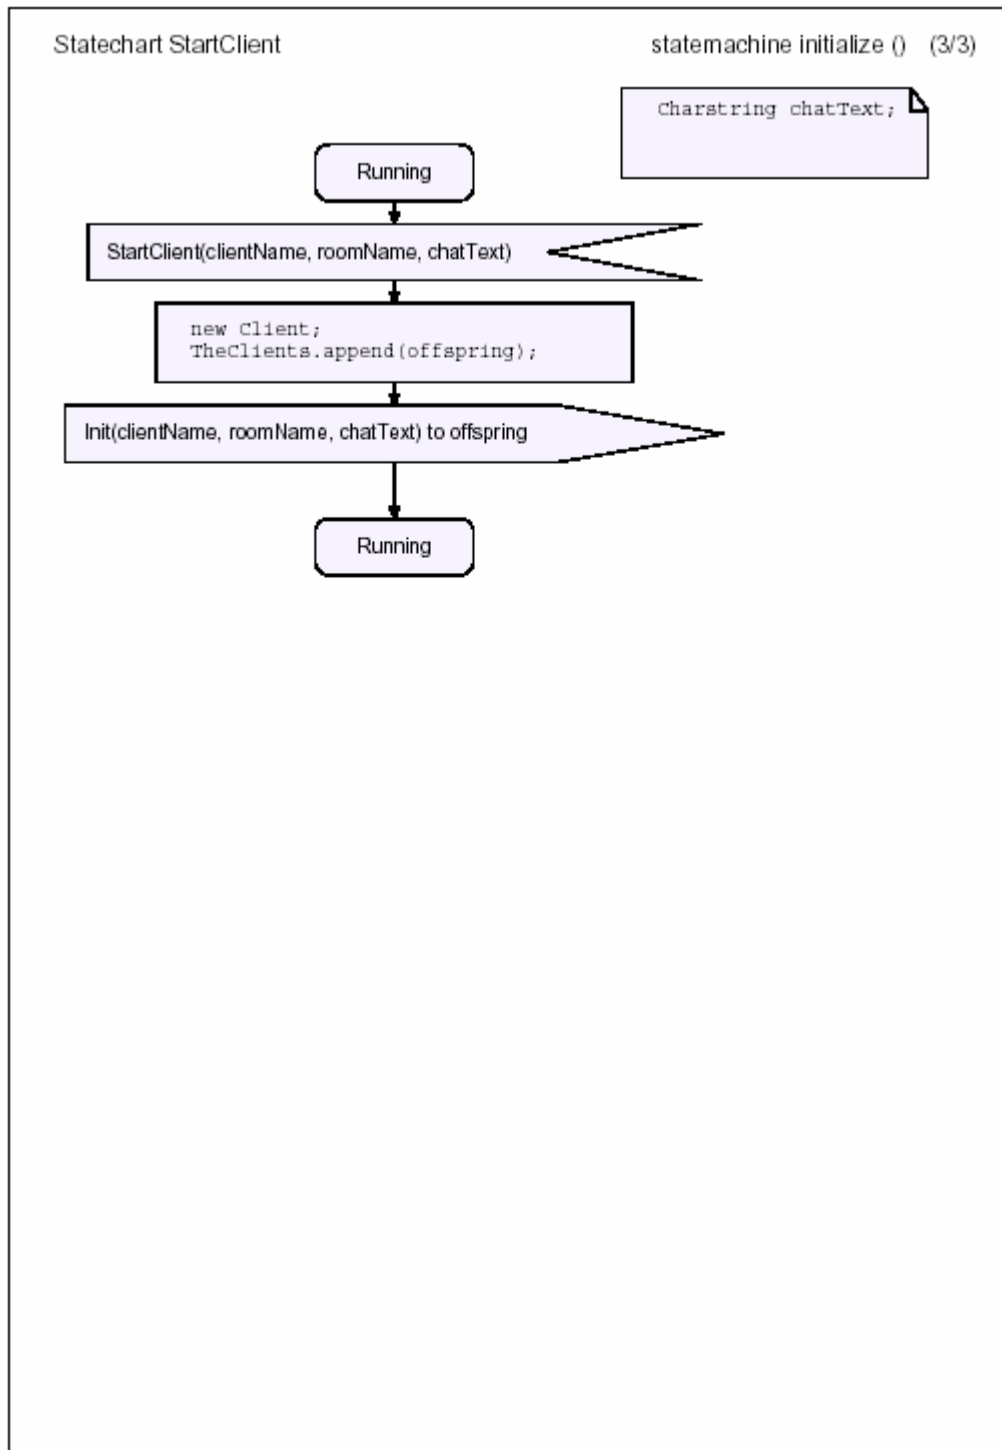 Statechart StartClient
statemachine initialize () (3/3)
Charstring chatText;
Running
StartClient(clientName, roomName, chatText)
new Client;
TheClients.append(offspring);
Init(clientName, roomName, chatText) to offspring
Running